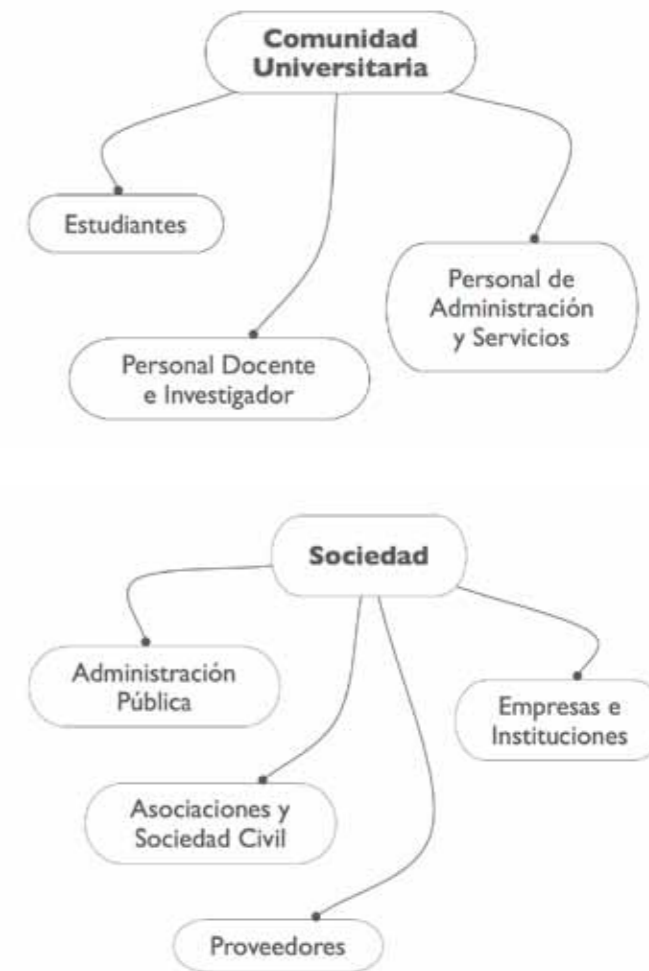 Comunidad
Universitaria
Estudiantes
Personal de
Administración
y Servicios
Personal Docente
e Investigador
Sociedad
Administración
Pública
Empresas e
Instituciones
Asociaciones y
Sociedad Civil
Proveedores